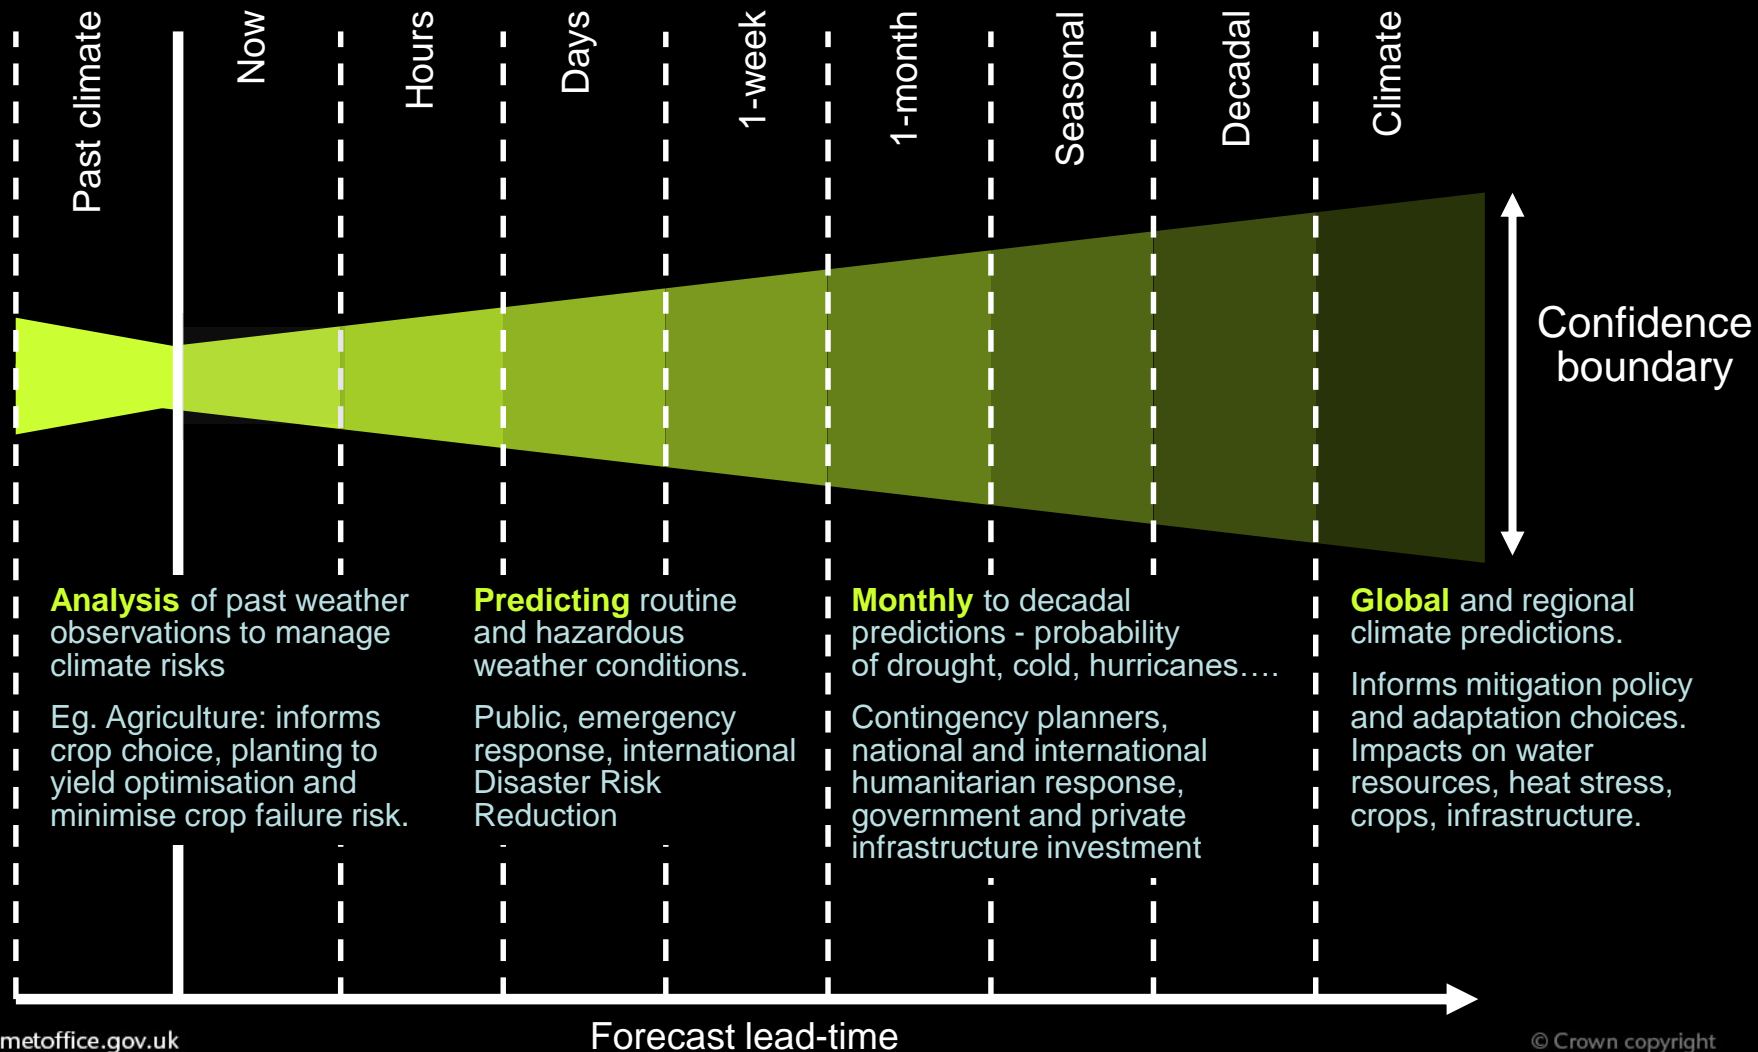 Past climate
Now
Hours
Days
1-week
1-month
Seasonal
Decadal
Climate
Confidence
boundary
Analysis of past weather
observations to manage
climate risks
Eg. Agriculture: informs
crop choice, planting to
yield optimisation and
minimise crop failure risk.
Predicting routine
and hazardous
weather conditions.
Public, emergency
response, international
Disaster Risk
Reduction
Monthly to decadal
predictions - probability
of drought, cold, hurricanes….
Contingency planners,
national and international
humanitarian response,
government and private
infrastructure investment
Global and regional
climate predictions.
Informs mitigation policy
and adaptation choices.
Impacts on water
resources, heat stress,
crops, infrastructure.
Forecast lead-time
metoffice.gov.uk
© Crown copyright